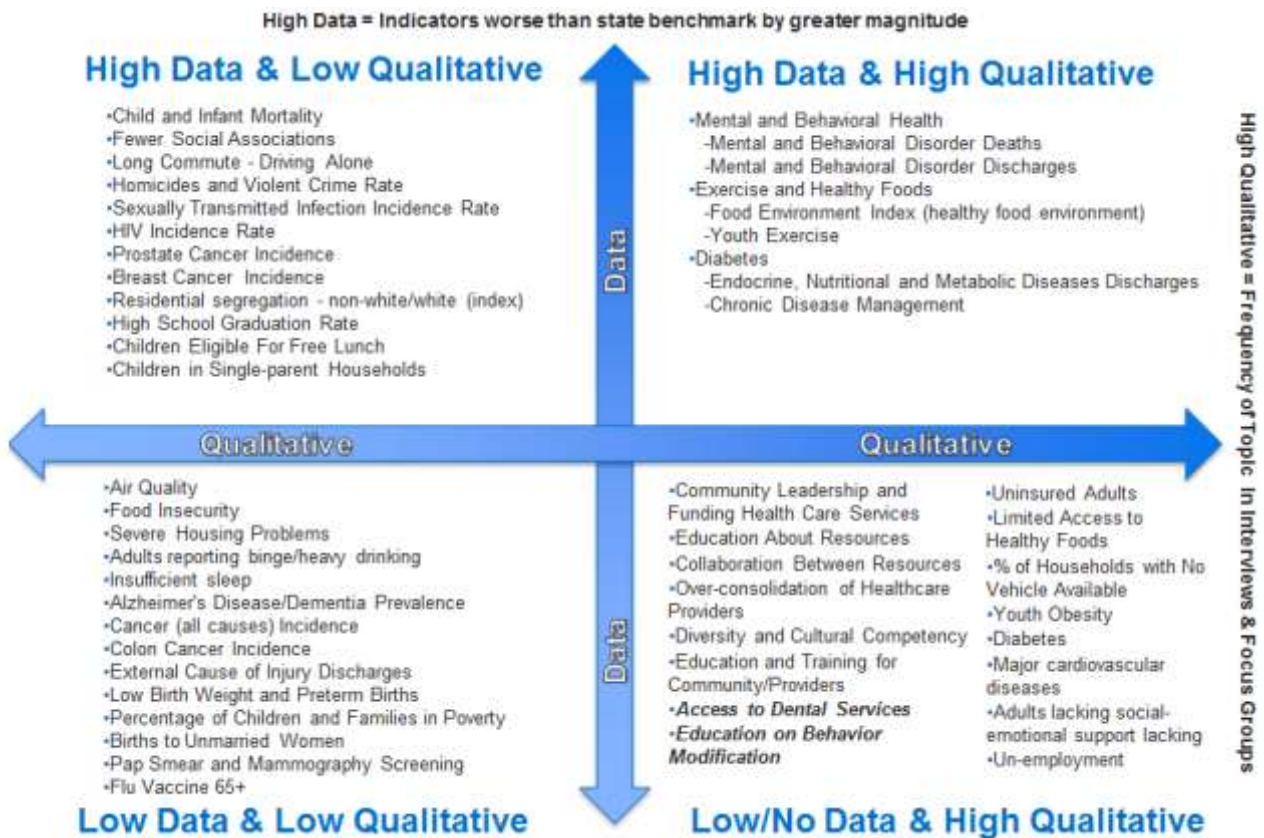 High Data = Indicators worse than state benchmark by greater magnitude
High Data & Low Qualitative
•Child and Infant Mortality
•Fewer Social Associations
•Long Commute - Driving Alone
•Homicides and Violent Crime Rate
•Sexually Transmitted Infection Incidence Rate
•HIV Incidence Rate
•Prostate Cancer Incidence
•Breast Cancer Incidence
•Residential segregation - non-white/white (index)
•High School Graduation Rate
•Children Eligible For Free Lunch
•Children in Single-parent Households
Data
High Data & High Qualitative
•Mental and Behavioral Health
-Mental and Behavioral Disorder Deaths
-Mental and Behavioral Disorder Discharges
•Exercise and Healthy Foods
-Food Environment Index (healthy food environment)
-Youth Exercise
•Diabetes
-Endocrine, Nutritional and Metabolic Diseases Discharges
-Chronic Disease Management
High Qualitative = Frequency of Topic In Interviews & Focus Groups
Qualitative
Qualitative
•Air Quality
•Food Insecurity
•Severe Housing Problems
•Adults reporting binge/heavy drinking
•Insufficient sleep
•Alzheimer's Disease/Dementia Prevalence
•Cancer (all causes) Incidence
•Colon Cancer Incidence
•External Cause of Injury Discharges
•Low Birth Weight and Preterm Births
•Percentage of Children and Families in Poverty
•Births to Unmarried Women
•Pap Smear and Mammography Screening
•Flu Vaccine 65+
Low Data & Low Qualitative
Data
•Community Leadership and
Funding Health Care Services
•Education About Resources
•Collaboration Between Resources
•Over-consolidation of Healthcare
Providers
•Diversity and Cultural Competency
•Education and Training for
Community/Providers
•Access to Dental Services
•Education on Behavior
Modification
•Uninsured Adults
•Limited Access to
Healthy Foods
•% of Households with No
Vehicle Available
•Youth Obesity
•Diabetes
•Major cardiovascular
diseases
•Adults lacking social-
emotional support lacking
•Un-employment
Low/No Data & High Qualitative